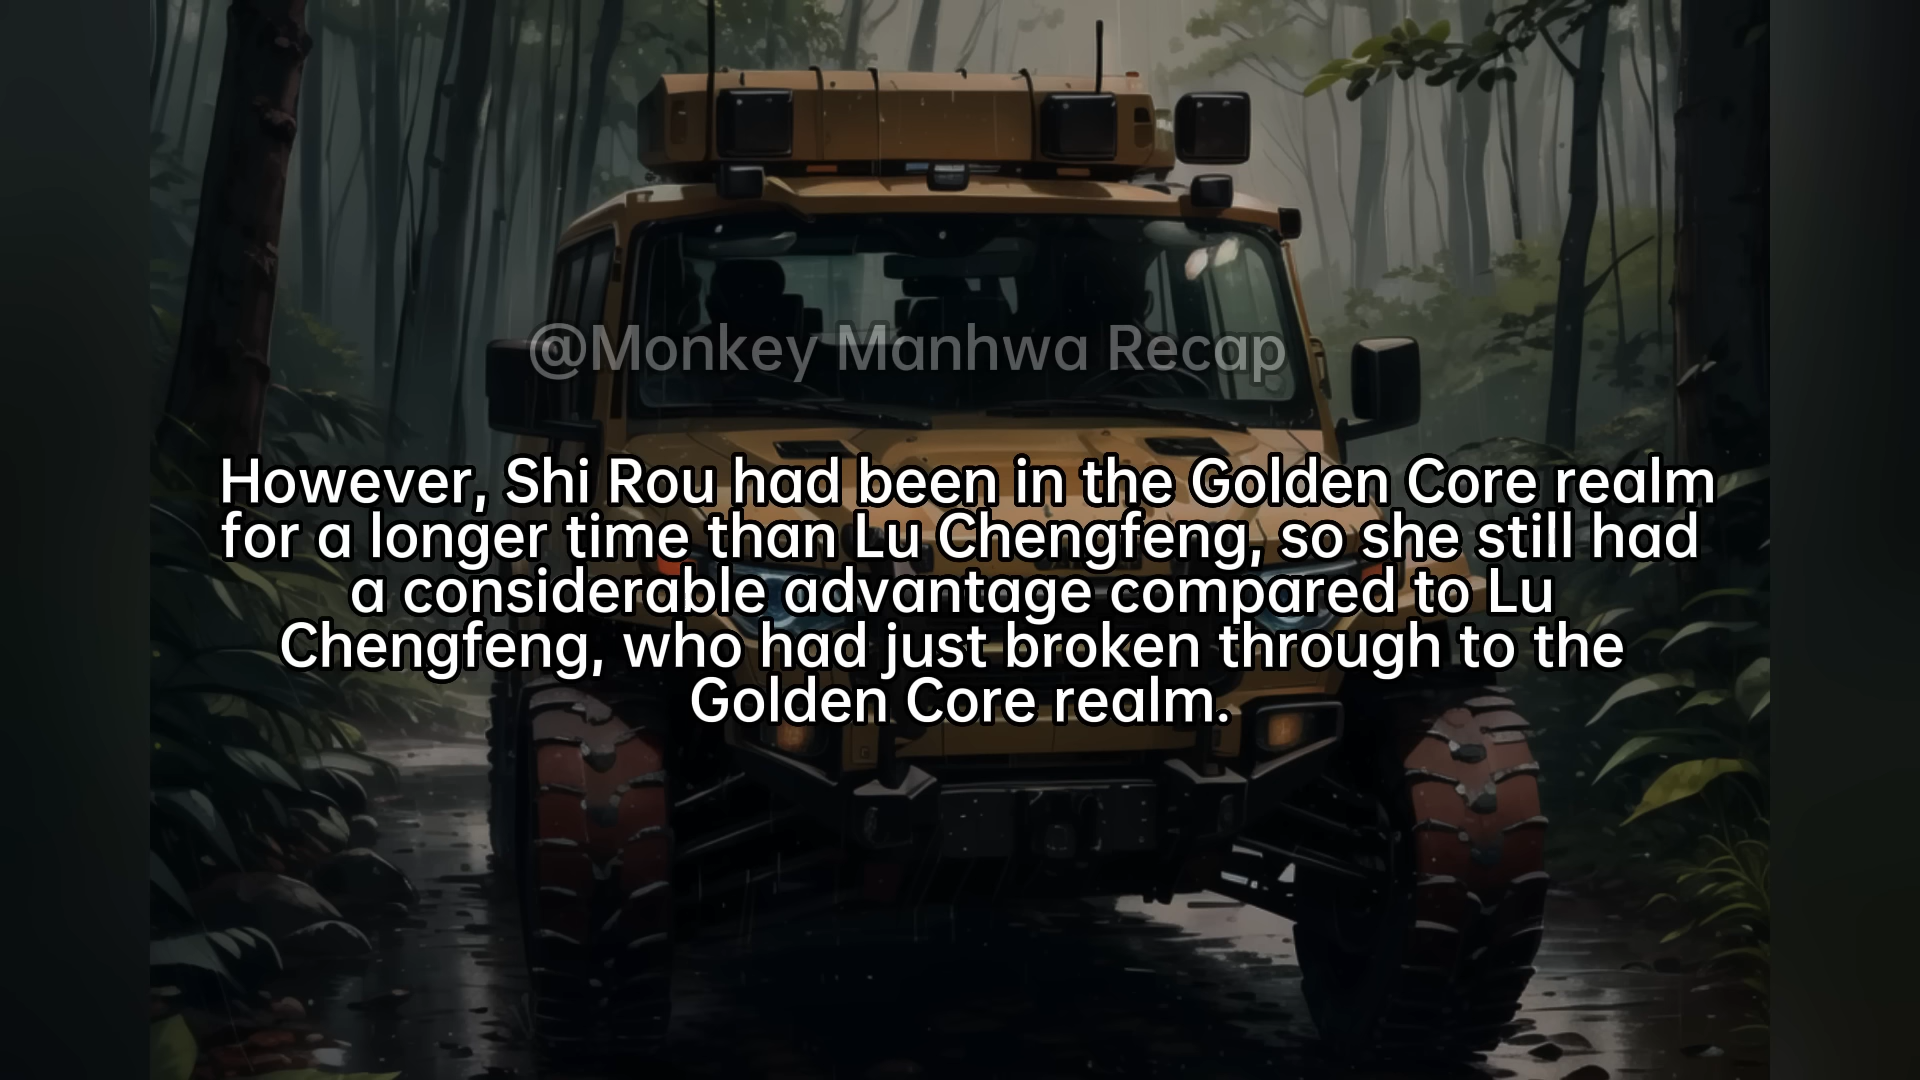 @Monkey Manhwa Recap
However, Shi Rou had been in the Golden Core realm
for a longer time than Lu Chengfeng, so she still had
a considerable advantage compared to Lu
Chengfeng, who had just broken through to the
Golden Core realm.